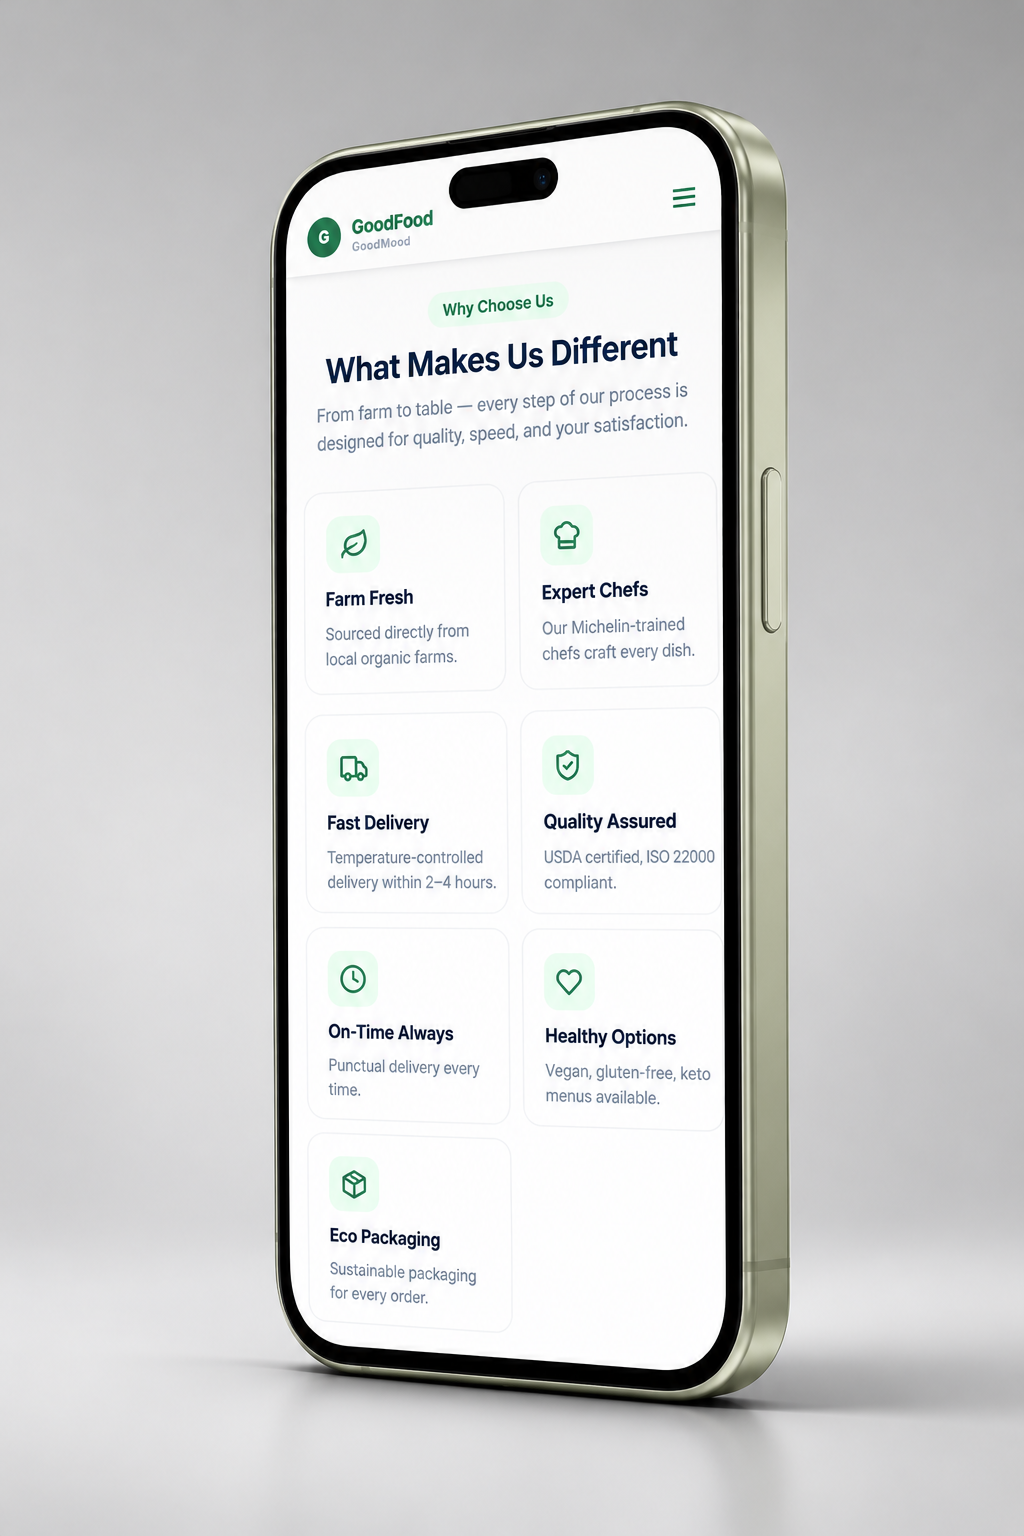 G
GoodFood
GoodMood
Why Choose Us
What Makes Us Different
From farm to table — every step of our process is
designed for quality, speed, and your satisfaction.
Farm Fresh
Sourced directly from
local organic farms.
Expert Chefs
Our Michelin-trained
chefs craft every dish.
Fast Delivery
Temperature-controlled
delivery within 2–4 hours.
Quality Assured
USDA certified, ISO 22000
compliant.
On-Time Always
Punctual delivery every
time.
Healthy Options
Vegan, gluten-free, keto
menus available.
Eco Packaging
Sustainable packaging
for every order.